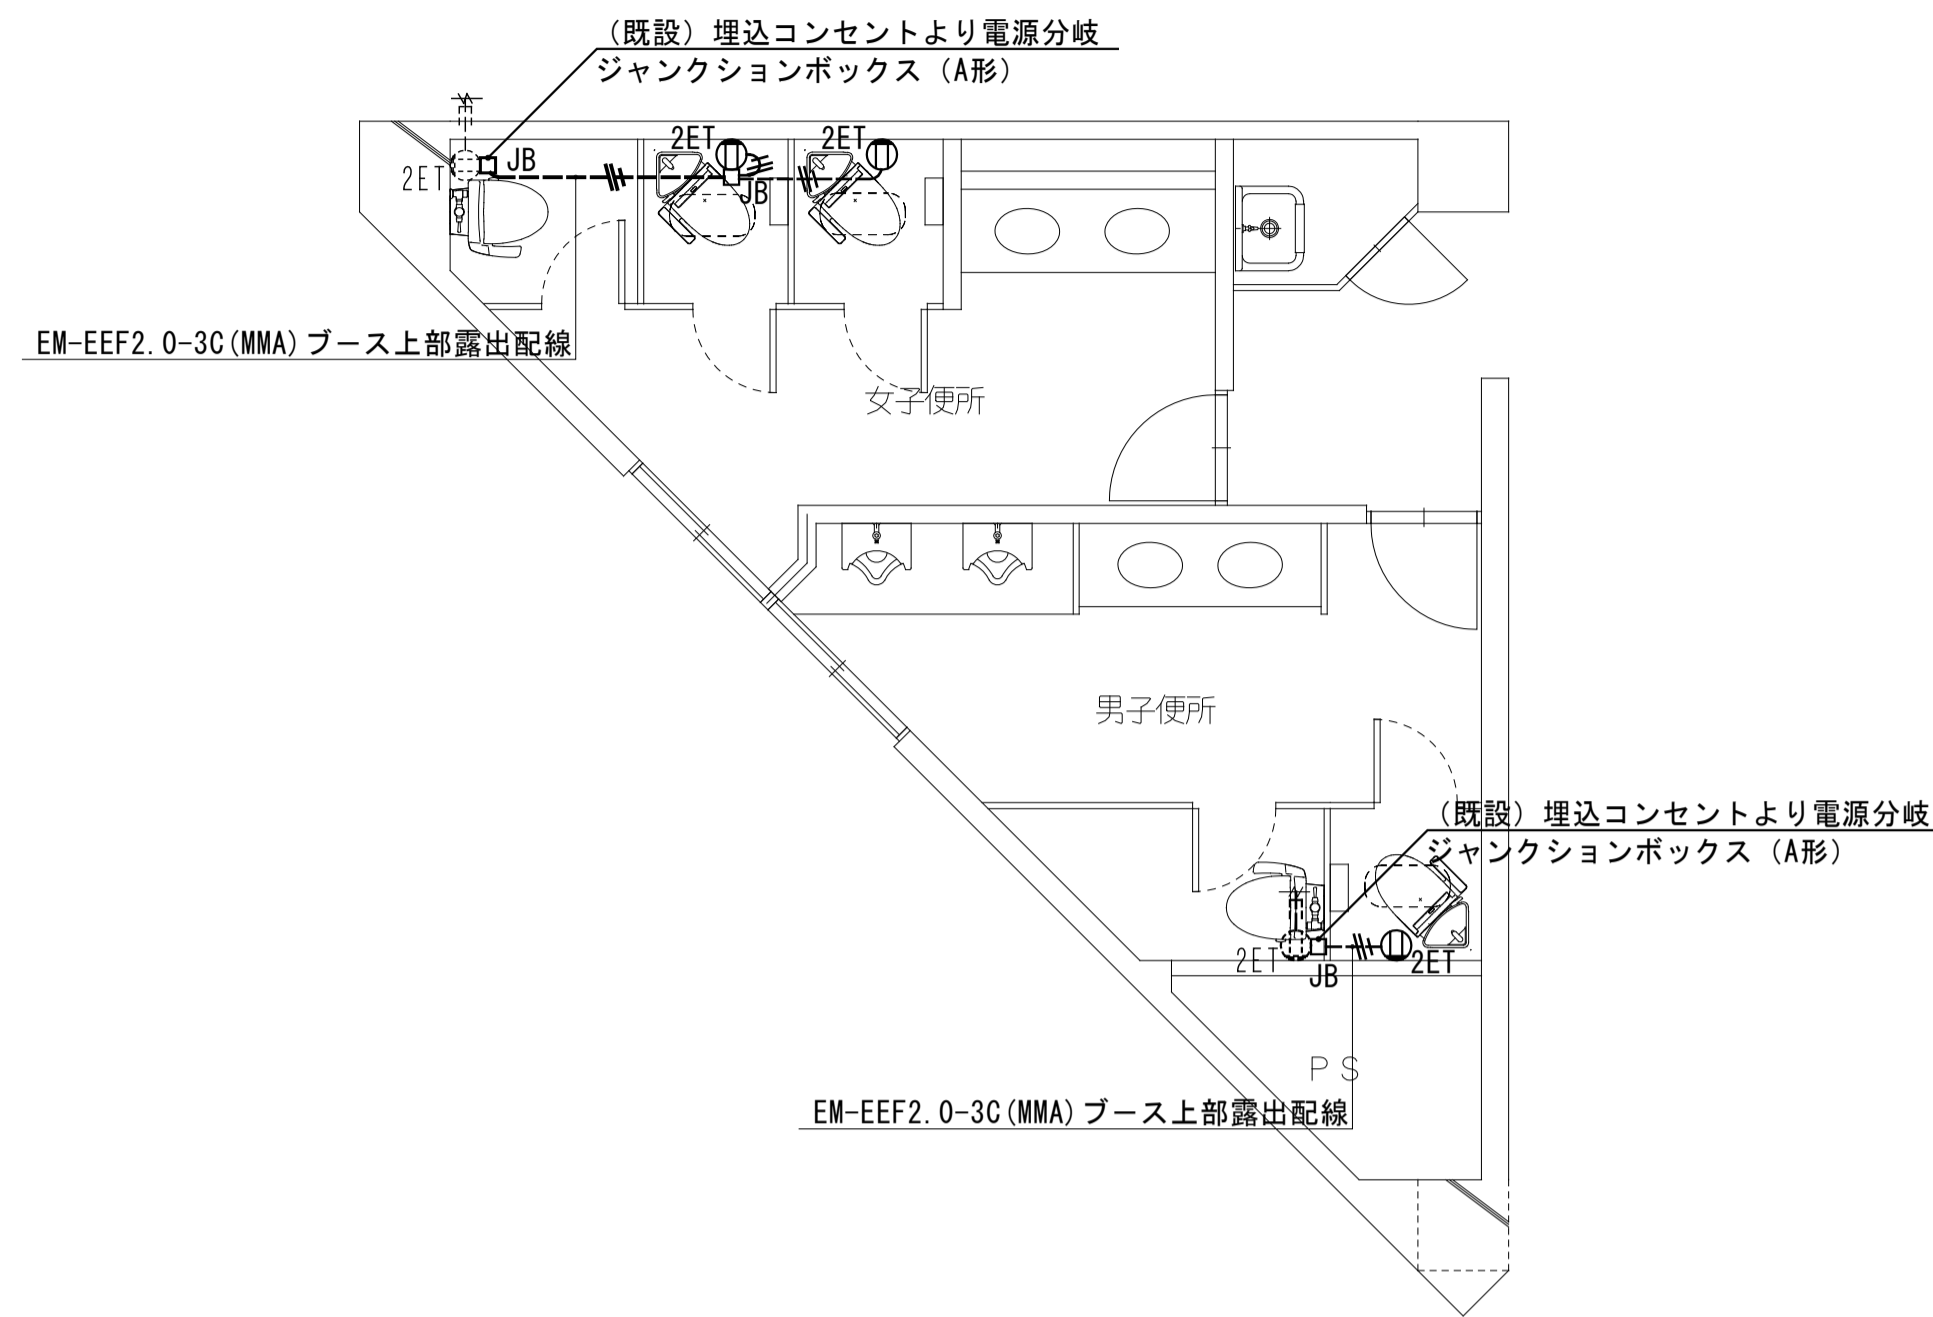 （既設）埋込コンセントより電源分岐
ジャンクションボックス（A形）
2ET
2ET
JB
2ET
JB
EM-EEF2.0-3C(MMA)ブース上部露出配線
女子便所
男子便所
（既設）埋込コンセントより電源分岐
ジャンクションボックス（A形）
2ET
JB
2ET
PS
EM-EEF2.0-3C(MMA)ブース上部露出配線